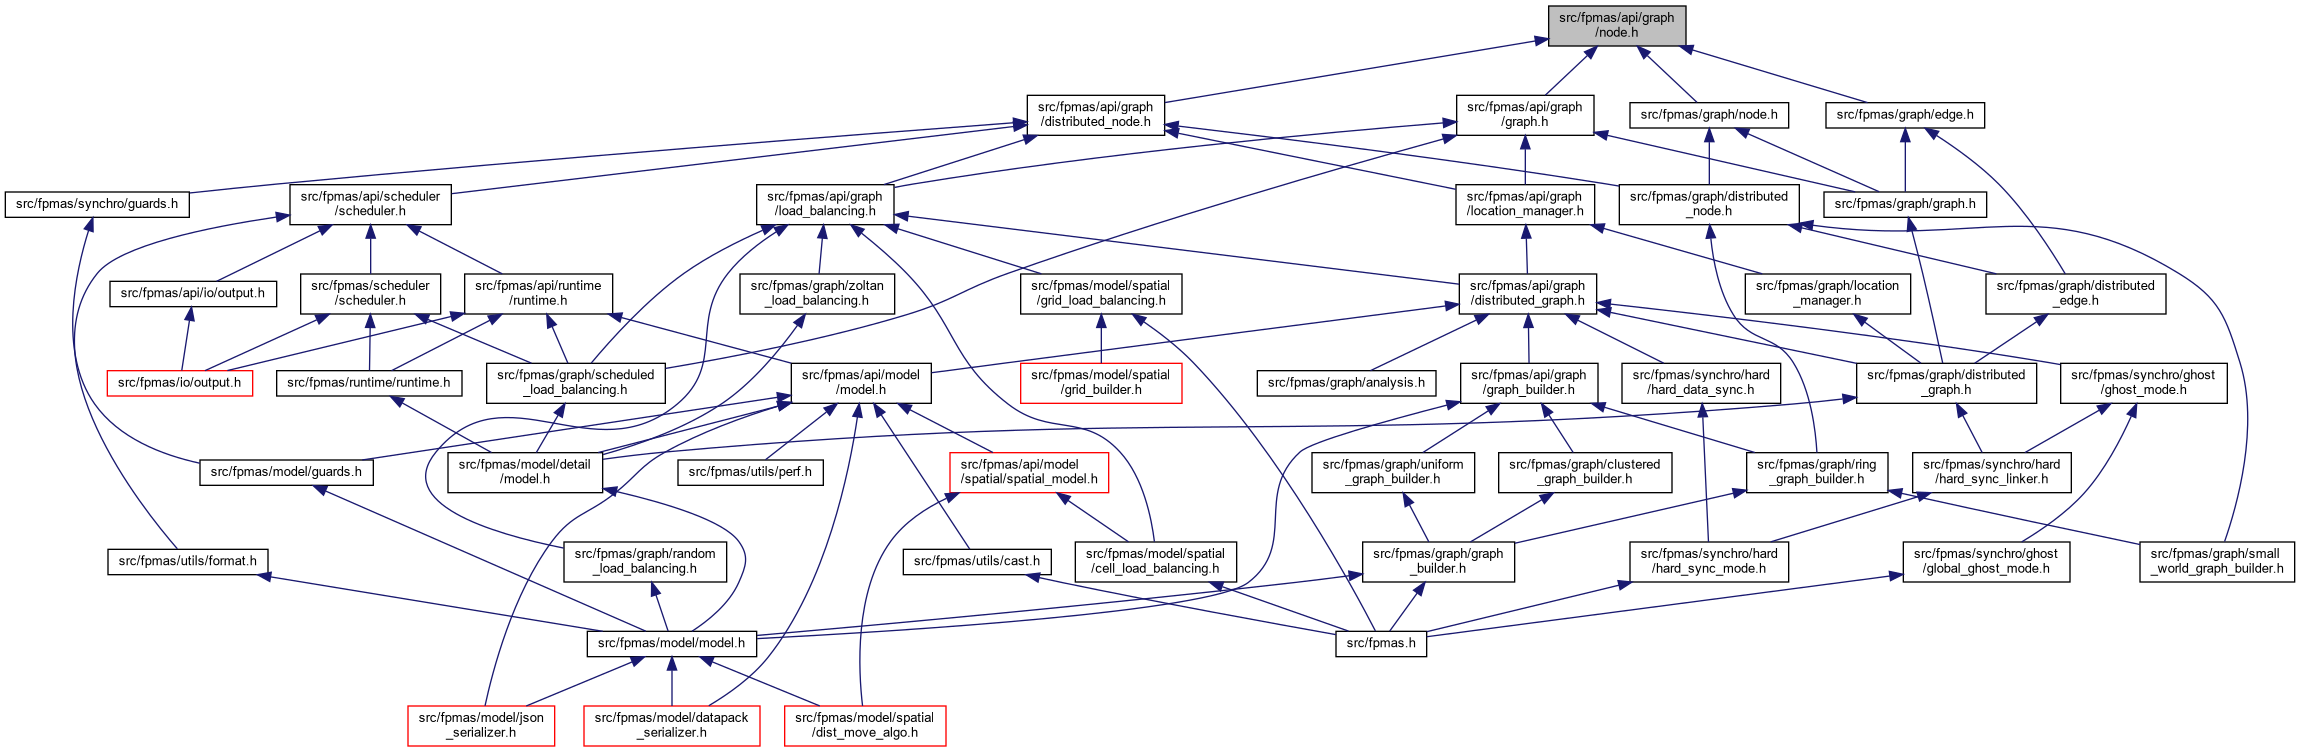 src/fpmas/api/graph
/node.h
src/fpmas/api/graph
/distributed_node.h
src/fpmas/api/graph
/graph.h
src/fpmas/graph/node.h
src/fpmas/graph/edge.h
src/fpmas/synchro/guards.h
src/fpmas/api/scheduler
/scheduler.h
src/fpmas/api/graph
/load_balancing.h
src/fpmas/api/graph
/location_manager.h
src/fpmas/graph/distributed
_node.h
src/fpmas/graph/graph.h
src/fpmas/api/io/output.h
src/fpmas/scheduler
/scheduler.h
src/fpmas/api/runtime
/runtime.h
src/fpmas/graph/zoltan
_load_balancing.h
src/fpmas/model/spatial
/grid_load_balancing.h
src/fpmas/api/graph
/distributed_graph.h
src/fpmas/graph/location
_manager.h
src/fpmas/graph/distributed
_edge.h
src/fpmas/io/output.h
src/fpmas/runtime/runtime.h
src/fpmas/graph/scheduled
_load_balancing.h
src/fpmas/api/model
/model.h
src/fpmas/model/spatial
/grid_builder.h
src/fpmas/graph/analysis.h
src/fpmas/api/graph
/graph_builder.h
src/fpmas/synchro/hard
/hard_data_sync.h
src/fpmas/graph/distributed
_graph.h
src/fpmas/synchro/ghost
/ghost_mode.h
src/fpmas/model/guards.h
src/fpmas/model/detail
/model.h
src/fpmas/utils/perf.h
src/fpmas/api/model
/spatial/spatial_model.h
src/fpmas/graph/uniform
_graph_builder.h
src/fpmas/graph/clustered
_graph_builder.h
src/fpmas/graph/ring
_graph_builder.h
src/fpmas/synchro/hard
/hard_sync_linker.h
src/fpmas/utils/format.h
src/fpmas/graph/random
_load_balancing.h
src/fpmas/utils/cast.h
src/fpmas/model/spatial
/cell_load_balancing.h
src/fpmas/graph/graph
_builder.h
src/fpmas/synchro/hard
/hard_sync_mode.h
src/fpmas/synchro/ghost
/global_ghost_mode.h
src/fpmas/graph/small
_world_graph_builder.h
src/fpmas/model/model.h
src/fpmas.h
src/fpmas/model/json
_serializer.h
src/fpmas/model/datapack
_serializer.h
src/fpmas/model/spatial
/dist_move_algo.h